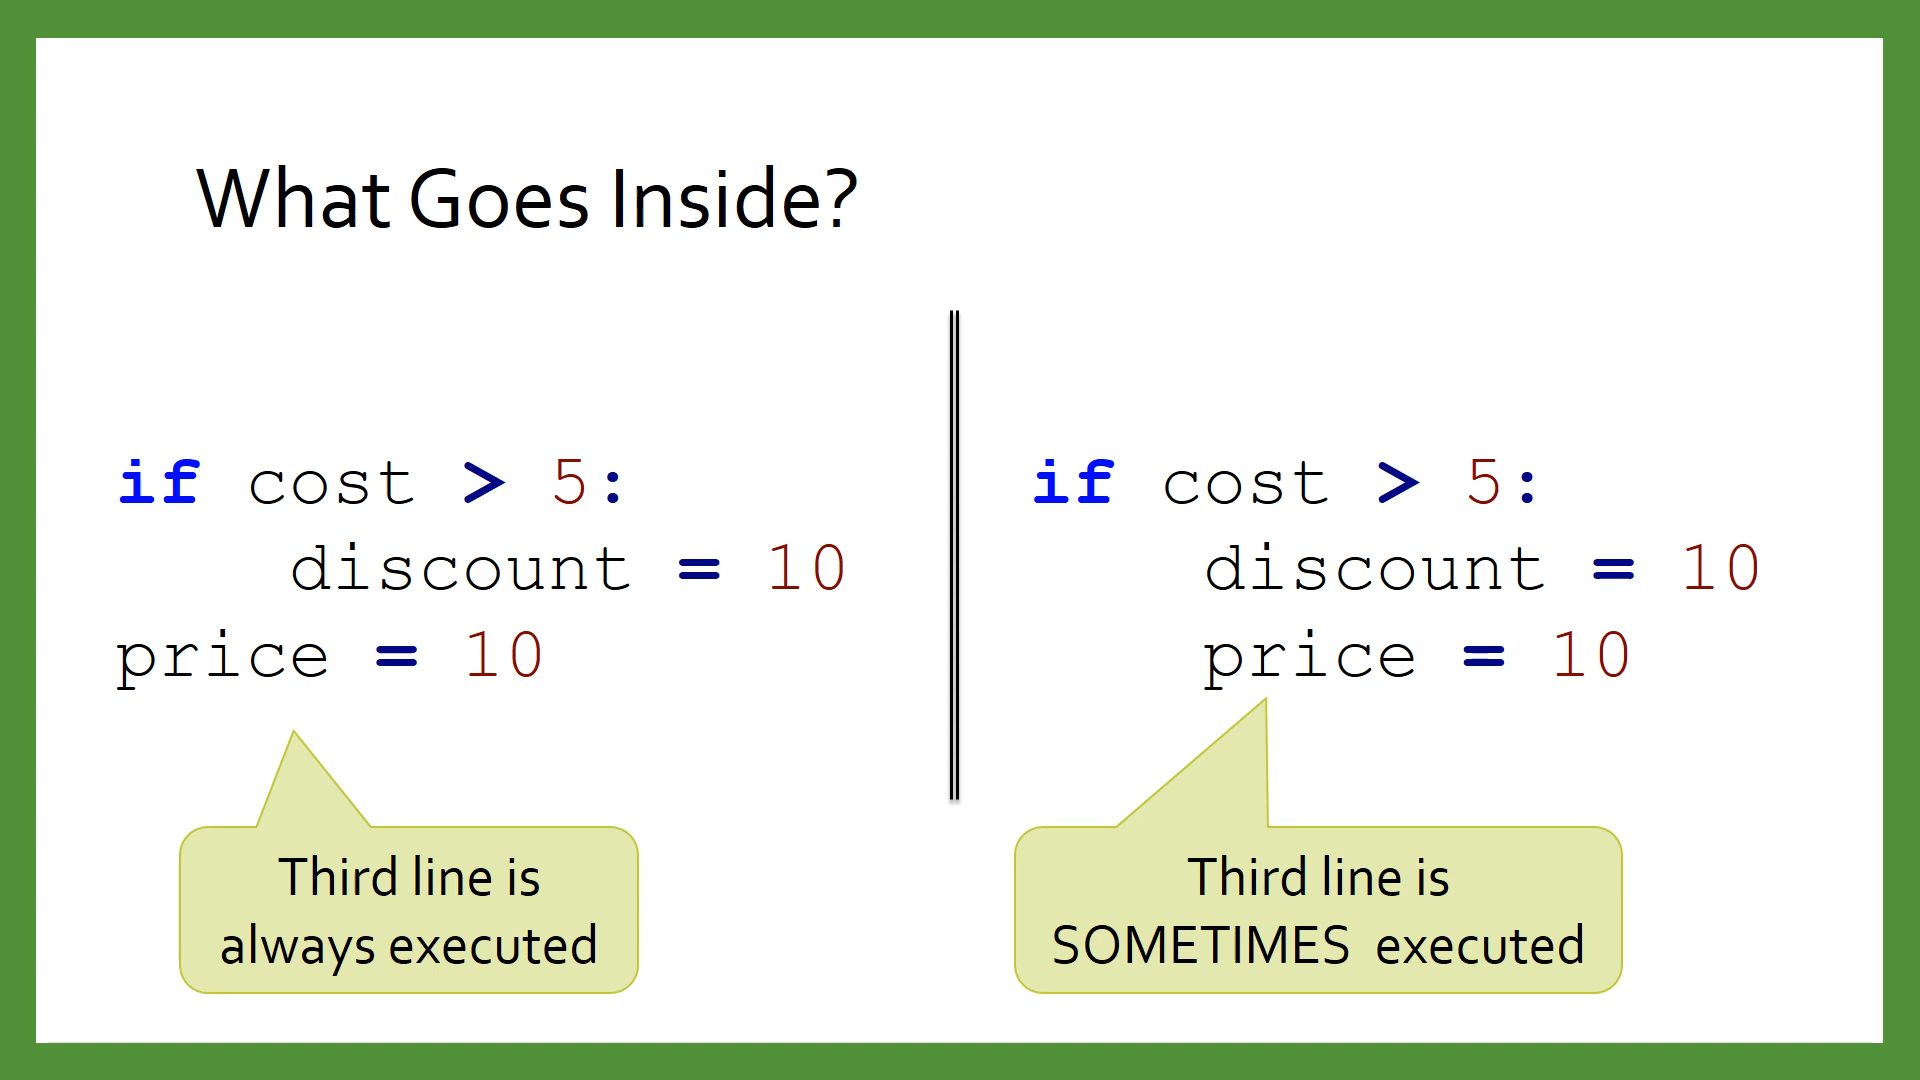 What Goes Inside?
if cost > 5:
    discount = 10
price = 10
Third line is
always executed
if cost > 5:
    discount = 10
    price = 10
Third line is
SOMETIMES executed